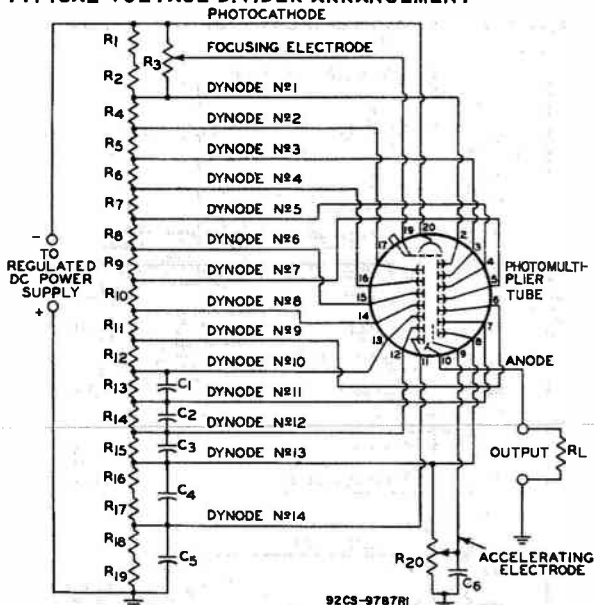 TYPICAL VOLTAGE-DIVIDER ARRANGEMENT
PHOTOCATHODE
R1
R3
FOCUSING ELECTRODE
R2
DYNODE №1
R4
DYNODE №2
R5
DYNODE №3
R6
DYNODE №4
R7
DYNODE №5
R8
DYNODE №6
R9
DYNODE №7
R10
DYNODE №8
R11
DYNODE №9
R12
DYNODE №10
R13
C1
DYNODE №11
R14
C2
DYNODE №12
R15
C3
DYNODE №13
R16
C4
R17
DYNODE №14
R18
C5
R19
-
TO
REGULATED
DC POWER
SUPPLY
+
17
19
20
2
3
4
5
6
7
8
9
10
11
12
13
14
15
16
PHOTOMULTI-
PLIER
TUBE
ANODE
OUTPUT
RL
R20
ACCELERATING
ELECTRODE
C6
92CS-9787R1